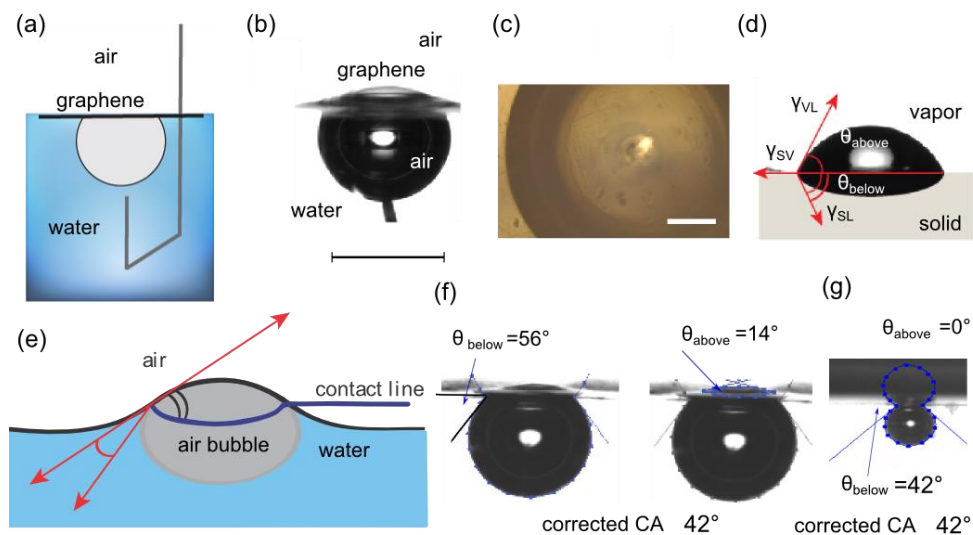 (a)
air
graphene
water
(b)
air
graphene
air
water
(c)
(d)
γVL
vapor
θabove
γSV
θbelow
γSL
solid
(e)
air
contact line
air bubble
water
(f)
θbelow =56°
θabove =14°
corrected CA 42°
(g)
θabove =0°
θbelow =42°
corrected CA 42°